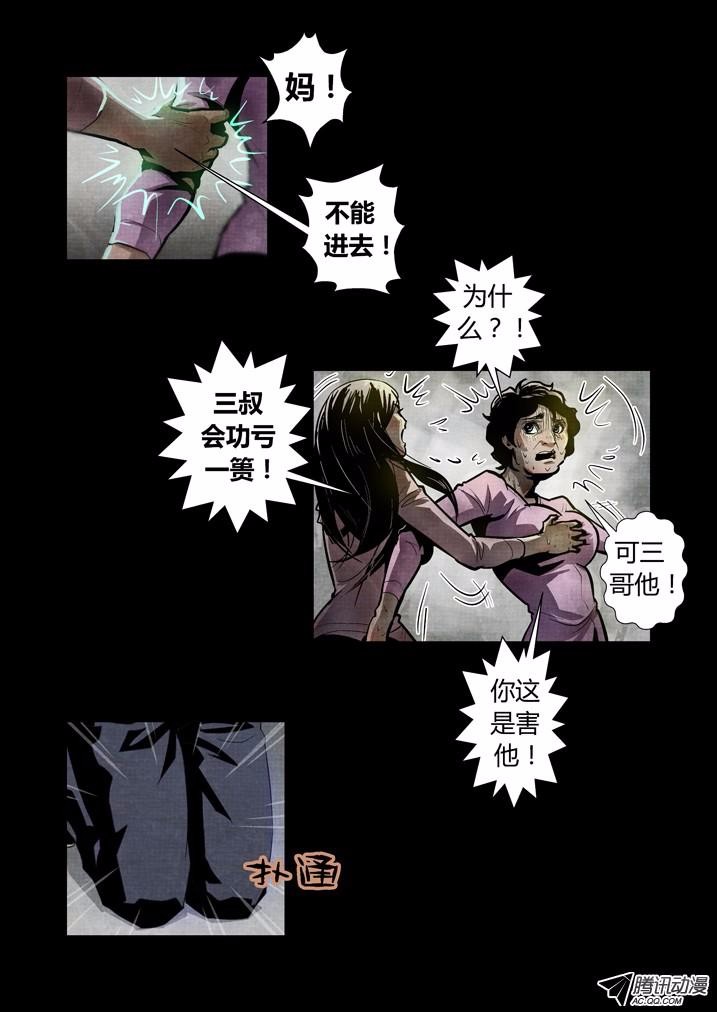 妈！
不能
进去！
为什
么？！
三叔
会功亏
一篑！
可三
哥他！
你这
是害
他！
扑通
腾讯动漫
AC.QQ.COM